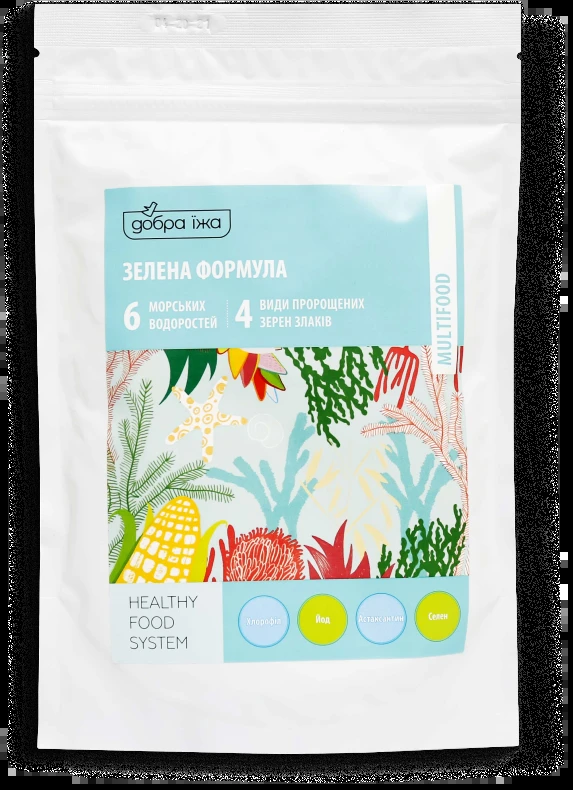 добра їжа
ЗЕЛЕНА ФОРМУЛА
6 МОРСЬКИХ
ВОДОРОСТЕЙ
4 ВИДИ ПРОРОЩЕНИХ
ЗЕРЕН ЗЛАКІВ
MULTIFOOD
HEALTHY
FOOD
SYSTEM
Хлорофіл
Йод
Астаксантин
Селен